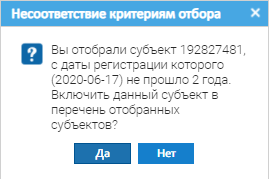 Несоответствие критериям отбора
Вы отобрали субъект 192827481,
с даты регистрации которого
(2020-06-17) не прошло 2 года.
Включить данный субъект в
перечень отобранных
субъектов?
Да
Нет